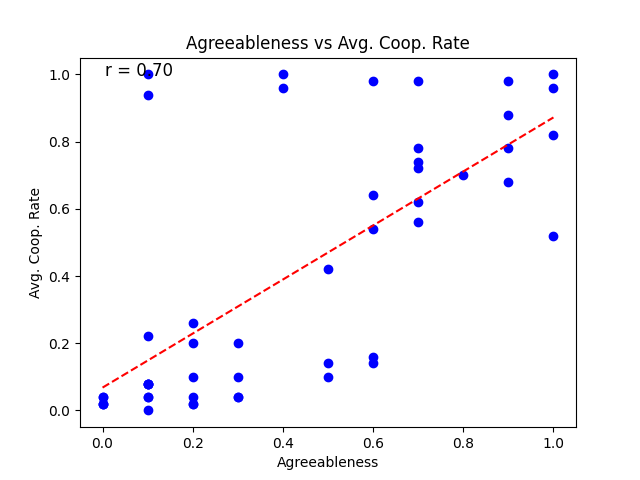 Agreeableness vs Avg. Coop. Rate
r = 0.70
1.0
0.8
0.6
0.4
0.2
0.0
Avg. Coop. Rate
0.0 0.2 0.4 0.6 0.8 1.0
Agreeableness